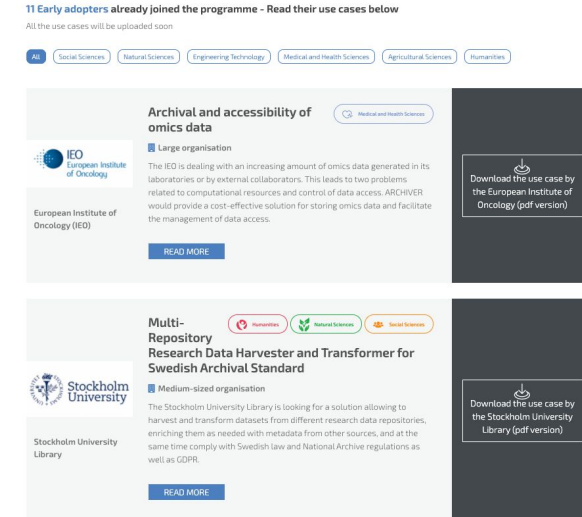 11 Early adopters already joined the programme - Read their use cases below
All the use cases will be uploaded soon
All
Social Sciences
Natural Sciences
Engineering Technology
Medical and Health Sciences
Agricultural Sciences
Humanities
IEO
European Institute
of Oncology
European Institute of
Oncology (IEO)
Archival and accessibility of
omics data
Medical and Health Sciences
Large organisation
The IEO is dealing with an increasing amount of omics data generated in its
laboratories or by external collaborators. This leads to two problems
related to computational resources and control of data access. ARCHIVER
would provide a cost-effective solution for storing omics data and facilitate
the management of data access.
READ MORE
Download the use case by
the European Institute of
Oncology (pdf version)
Stockholm
University
Stockholm University
Library
Multi-
Repository
Research Data Harvester and Transformer for
Swedish Archival Standard
Humanities
Natural Sciences
Social Sciences
Medium-sized organisation
The Stockholm University Library is looking for a solution allowing to
harvest and transform datasets from different research data repositories,
enriching them as needed with metadata from other sources, and at the
same time comply with Swedish law and National Archive regulations as
well as GDPR.
READ MORE
Download the use case by
the Stockholm University
Library (pdf version)